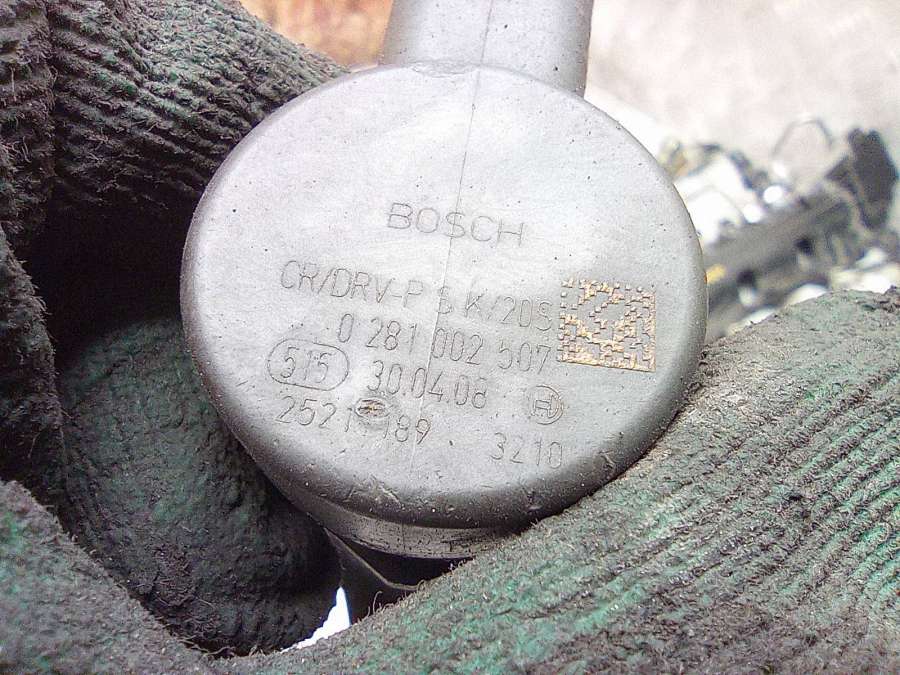 BOSCH
CR/DRV-P S K/20S
0 281 002 507
515 30.04.08
3210